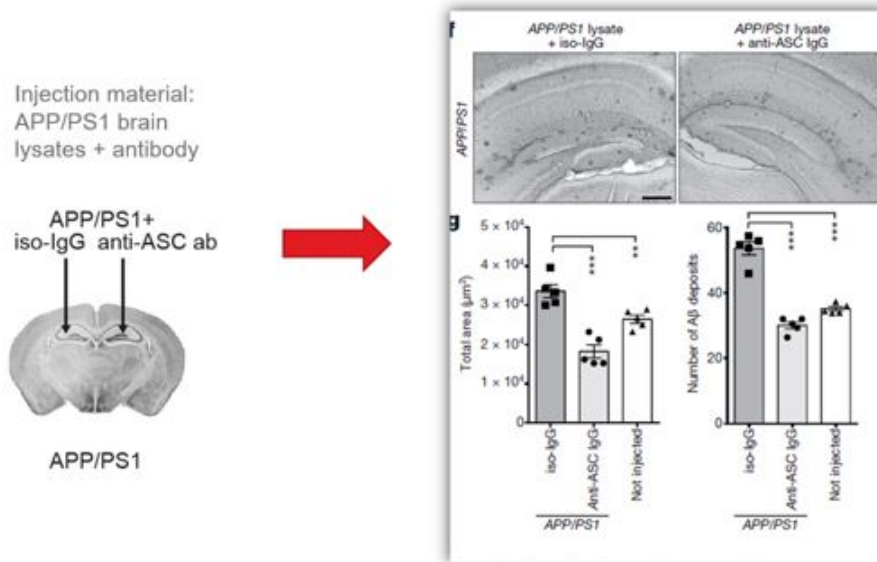 Injection material:
APP/PS1 brain
lysates + antibody
APP/PS1+
iso-IgG anti-ASC ab
APP/PS1
f
APP/PS1 lysate
+ iso-IgG
APP/PS1 lysate
+ anti-ASC IgG
APP/PS1
g
Total area (µm²)
5 × 10⁴
4 × 10⁴
3 × 10⁴
2 × 10⁴
1 × 10⁴
0
***
**
iso-IgG
Anti-ASC IgG
Not injected
APP/PS1
Number of Aβ deposits
60
40
20
0
***
***
iso-IgG
Anti-ASC IgG
Not injected
APP/PS1